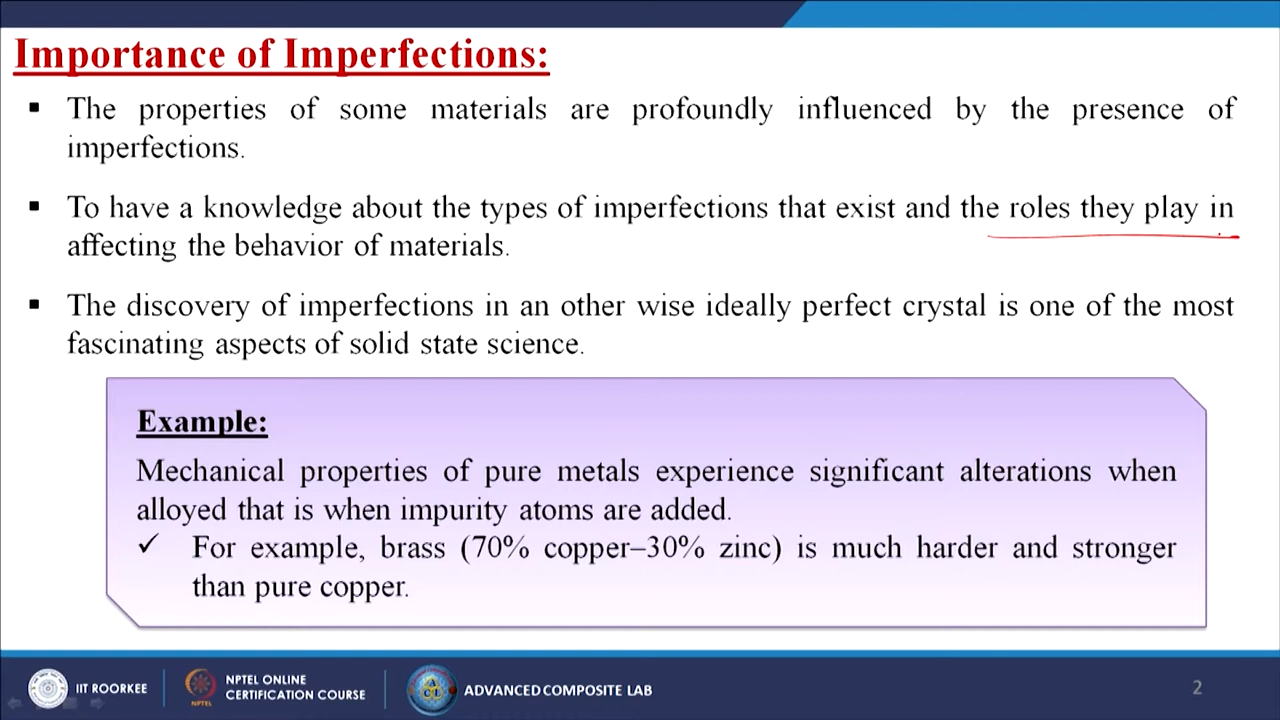 Importance of Imperfections:
▪ The properties of some materials are profoundly influenced by the presence of
imperfections.
▪ To have a knowledge about the types of imperfections that exist and the roles they play in
affecting the behavior of materials.
▪ The discovery of imperfections in an other wise ideally perfect crystal is one of the most
fascinating aspects of solid state science.
Example:
Mechanical properties of pure metals experience significant alterations when
alloyed that is when impurity atoms are added.
✓ For example, brass (70% copper–30% zinc) is much harder and stronger
than pure copper.
IIT ROORKEE
NPTEL
NPTEL ONLINE
CERTIFICATION COURSE
ACL
ADVANCED COMPOSITE LAB
2